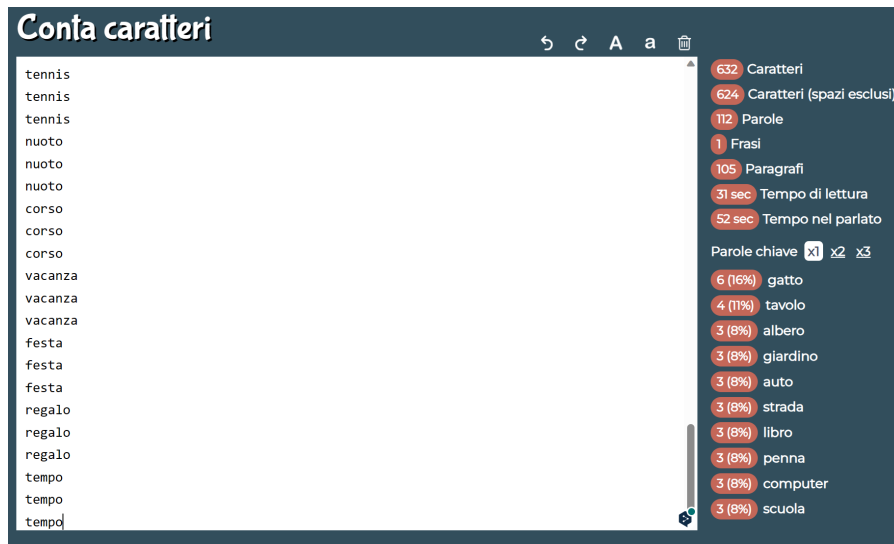 Conta caratteri
A a
tennis
tennis
tennis
nuoto
nuoto
nuoto
corso
corso
corso
vacanza
vacanza
vacanza
festa
festa
festa
regalo
regalo
regalo
tempo
tempo
tempo
632 Caratteri
624 Caratteri (spazi esclusi)
112 Parole
1 Frasi
105 Paragrafi
31 sec Tempo di lettura
52 sec Tempo nel parlato
Parole chiave x1 x2 x3
6 (16%) gatto
4 (11%) tavolo
3 (8%) albero
3 (8%) giardino
3 (8%) auto
3 (8%) strada
3 (8%) libro
3 (8%) penna
3 (8%) computer
3 (8%) scuola